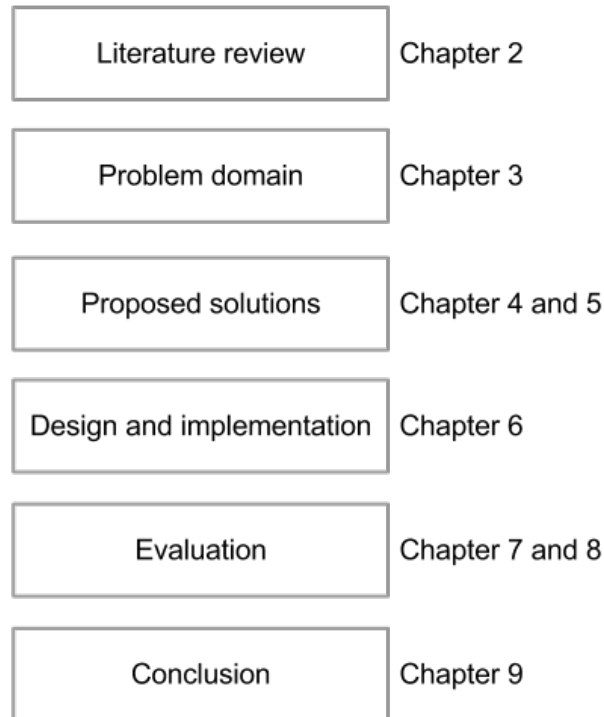 Literature review Chapter 2
Problem domain Chapter 3
Proposed solutions Chapter 4 and 5
Design and implementation Chapter 6
Evaluation Chapter 7 and 8
Conclusion Chapter 9